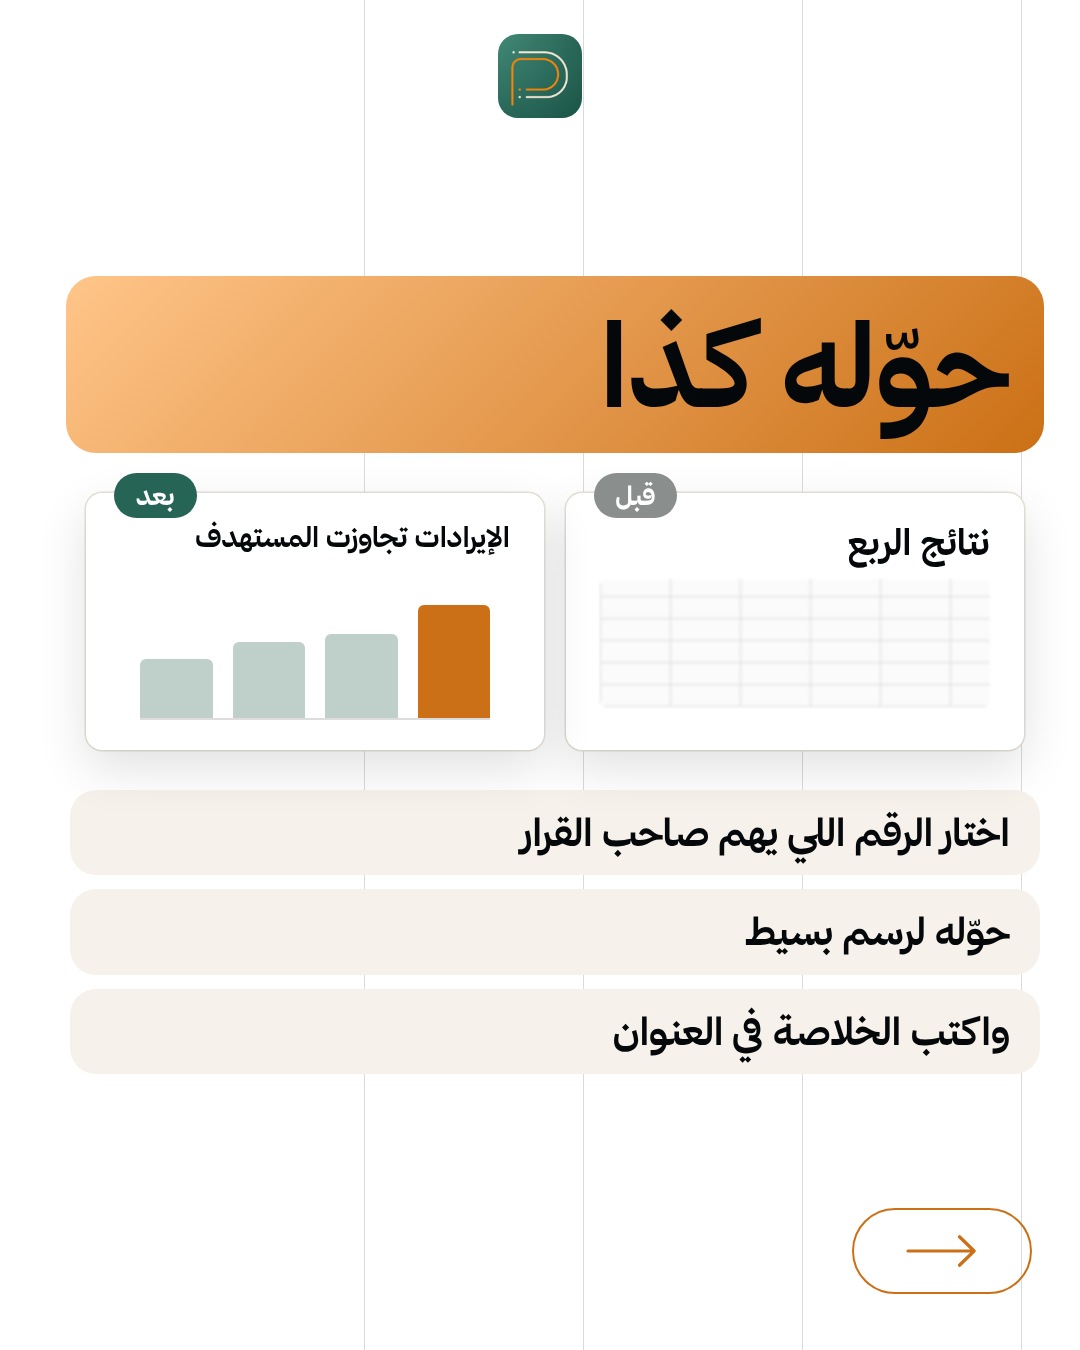 حوّله كذا
قبل
نتائج الربع
بعد
الإيرادات تجاوزت المستهدف
اختار الرقم اللي يهم صاحب القرار
حوّله لرسم بسيط
واكتب الخلاصة في العنوان